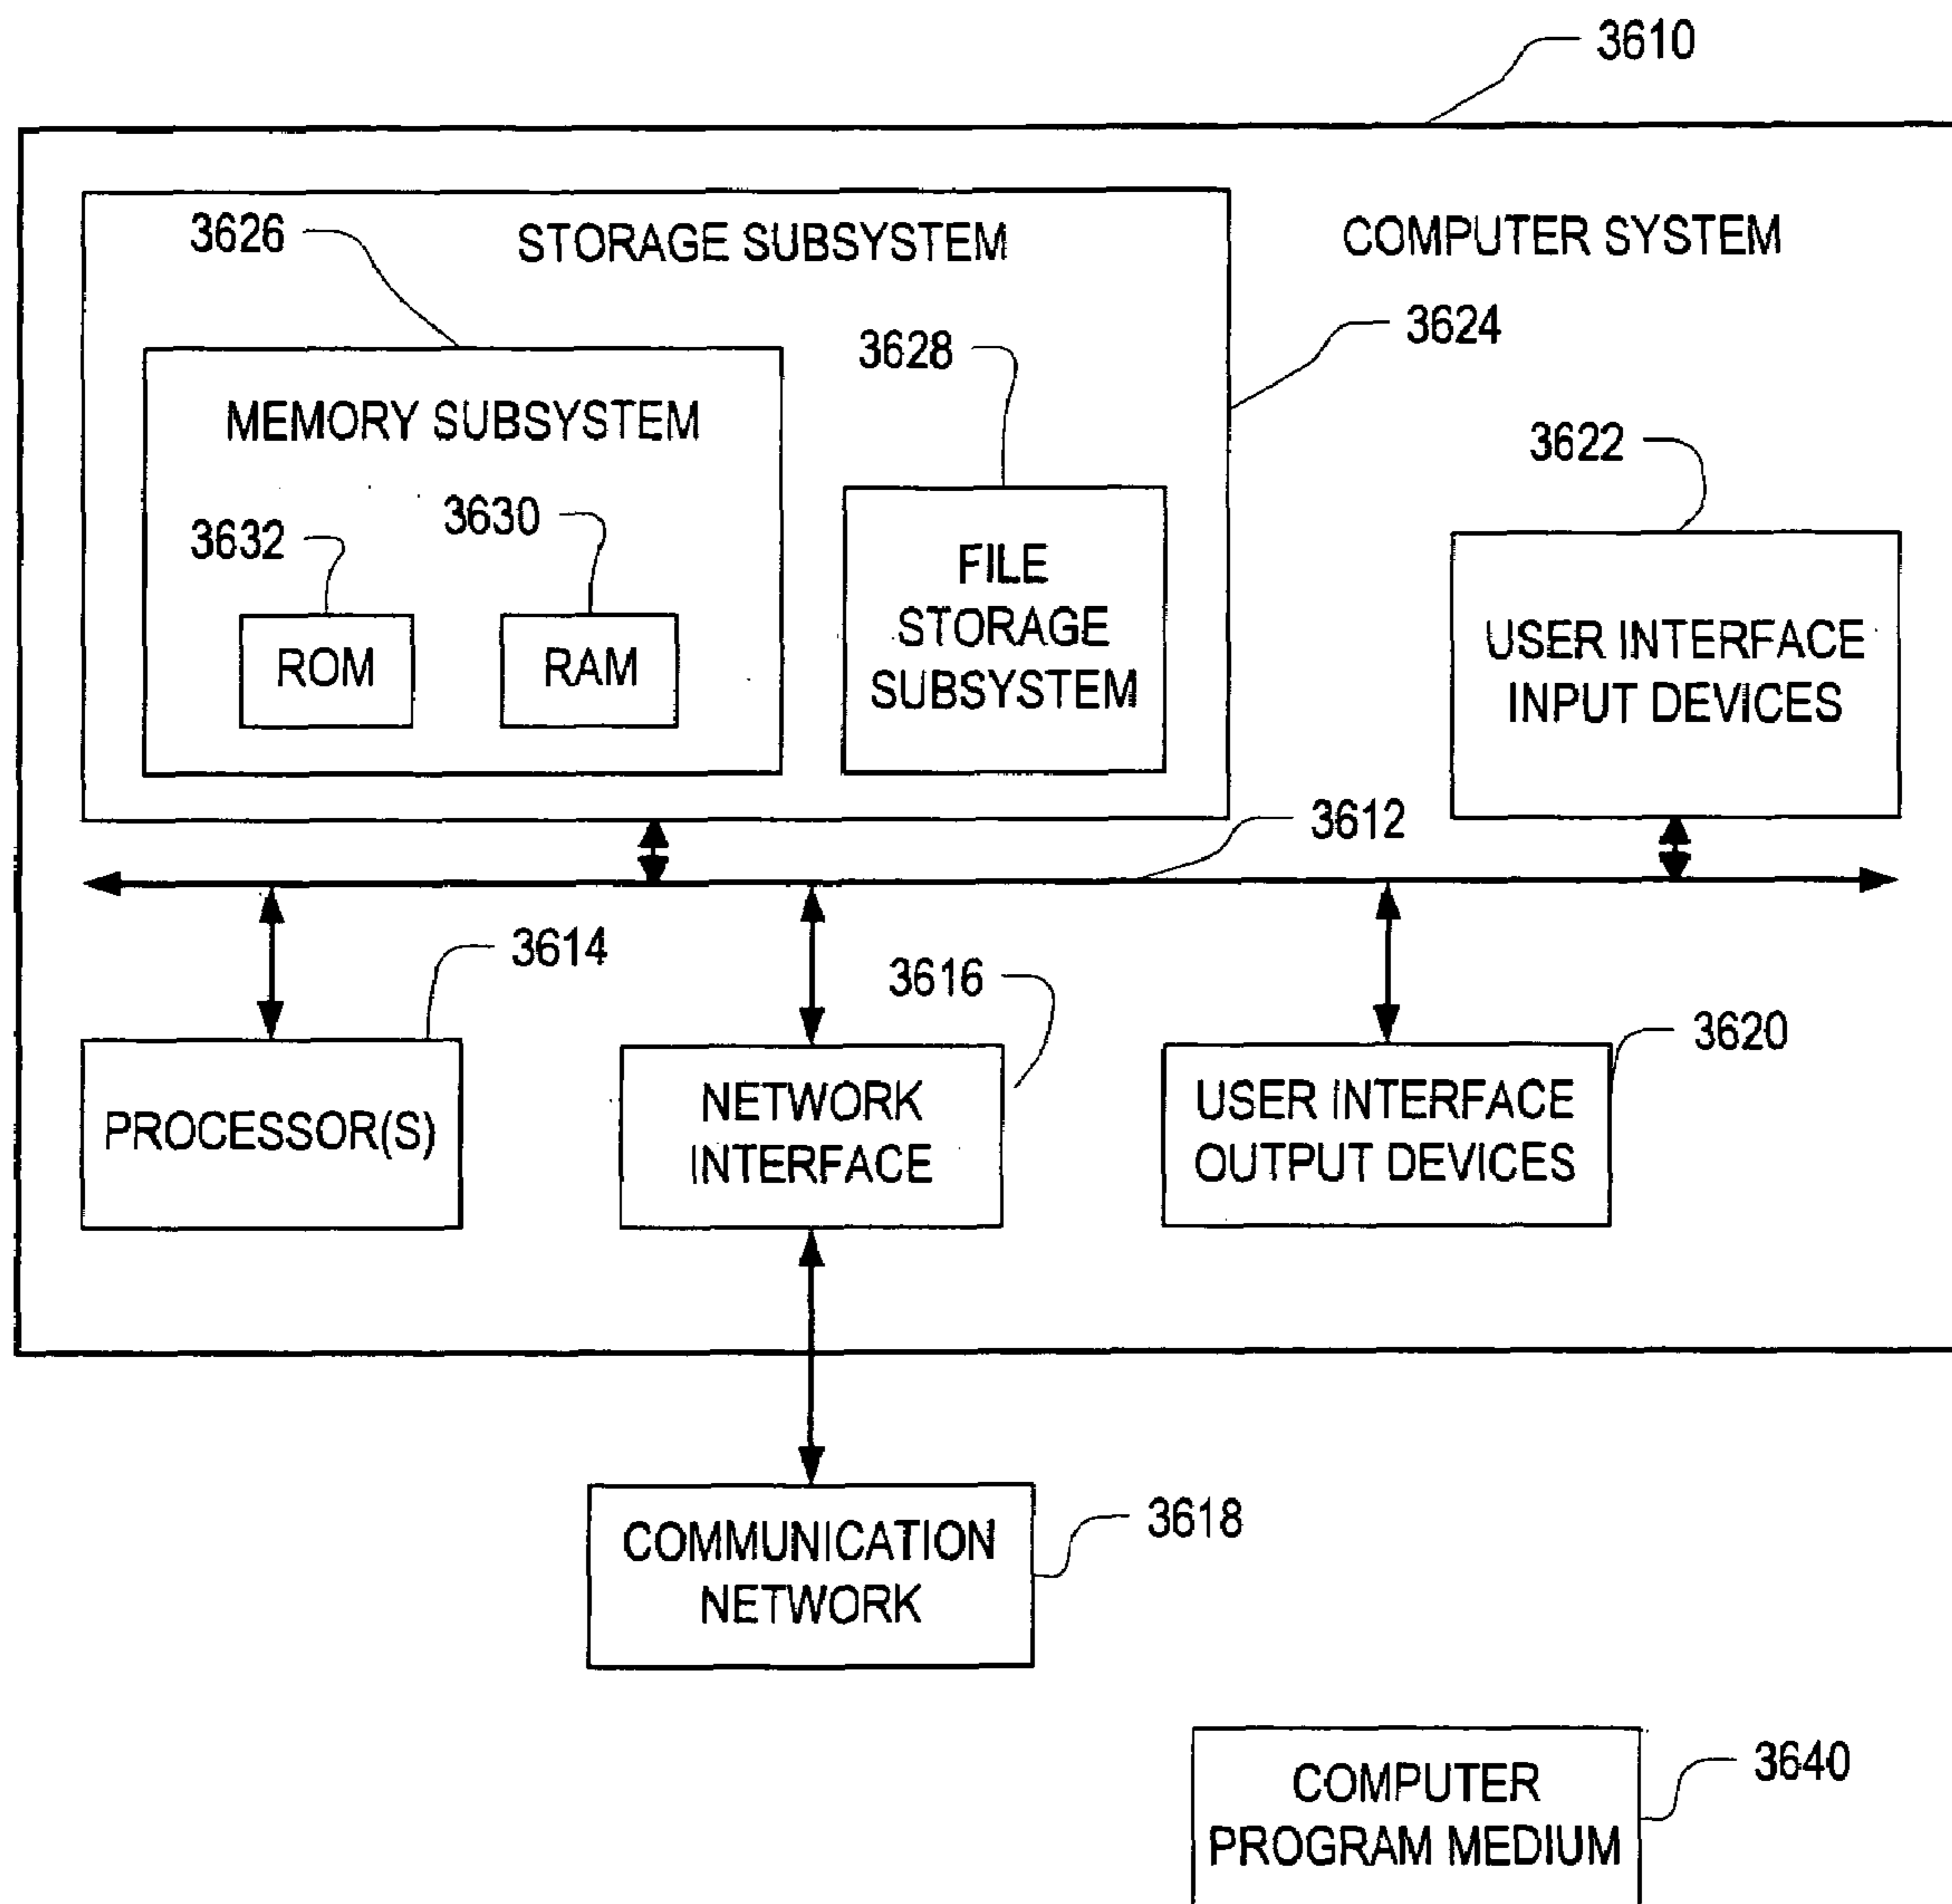 3610
3626
STORAGE SUBSYSTEM
COMPUTER SYSTEM
3624
3628
MEMORY SUBSYSTEM
3622
3632
3630
FILE
STORAGE
SUBSYSTEM
ROM
RAM
USER INTERFACE
INPUT DEVICES
3612
3614
3616
3620
PROCESSOR(S)
NETWORK
INTERFACE
USER INTERFACE
OUTPUT DEVICES
COMMUNICATION
NETWORK
3618
COMPUTER
PROGRAM MEDIUM
3640